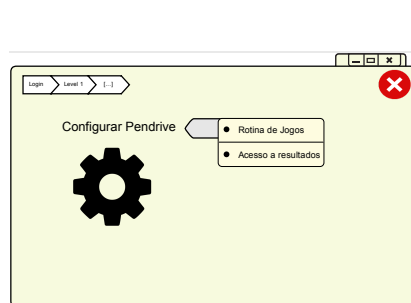 Login
Level 1
[...]
Configurar Pendrive
Rotina de Jogos
Acesso a resultados